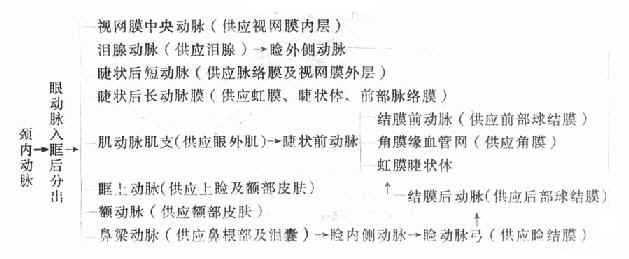 视网膜中央动脉（供应视网膜内层）
泪腺动脉（供应泪腺）→睑外侧动脉
睫状后短动脉（供应脉络膜及视网膜外层）
睫状后长动脉膜（供应虹膜、睫状体、前部脉络膜）
颈内动脉→眼动脉入眶后分出→
结膜前动脉（供应前部球结膜）
肌动脉肌支(供应眼外肌)→睫状前动脉
角膜缘血管网（供应角膜）
虹膜睫状体
眶上动脉(供应上睑及额部皮肤)
↑—结膜后动脉(供应后部球结膜)
额动脉（供应额部皮肤）
鼻梁动脉（供应鼻根部及泪囊）→睑内侧动脉→睑动脉弓（供应睑结膜）